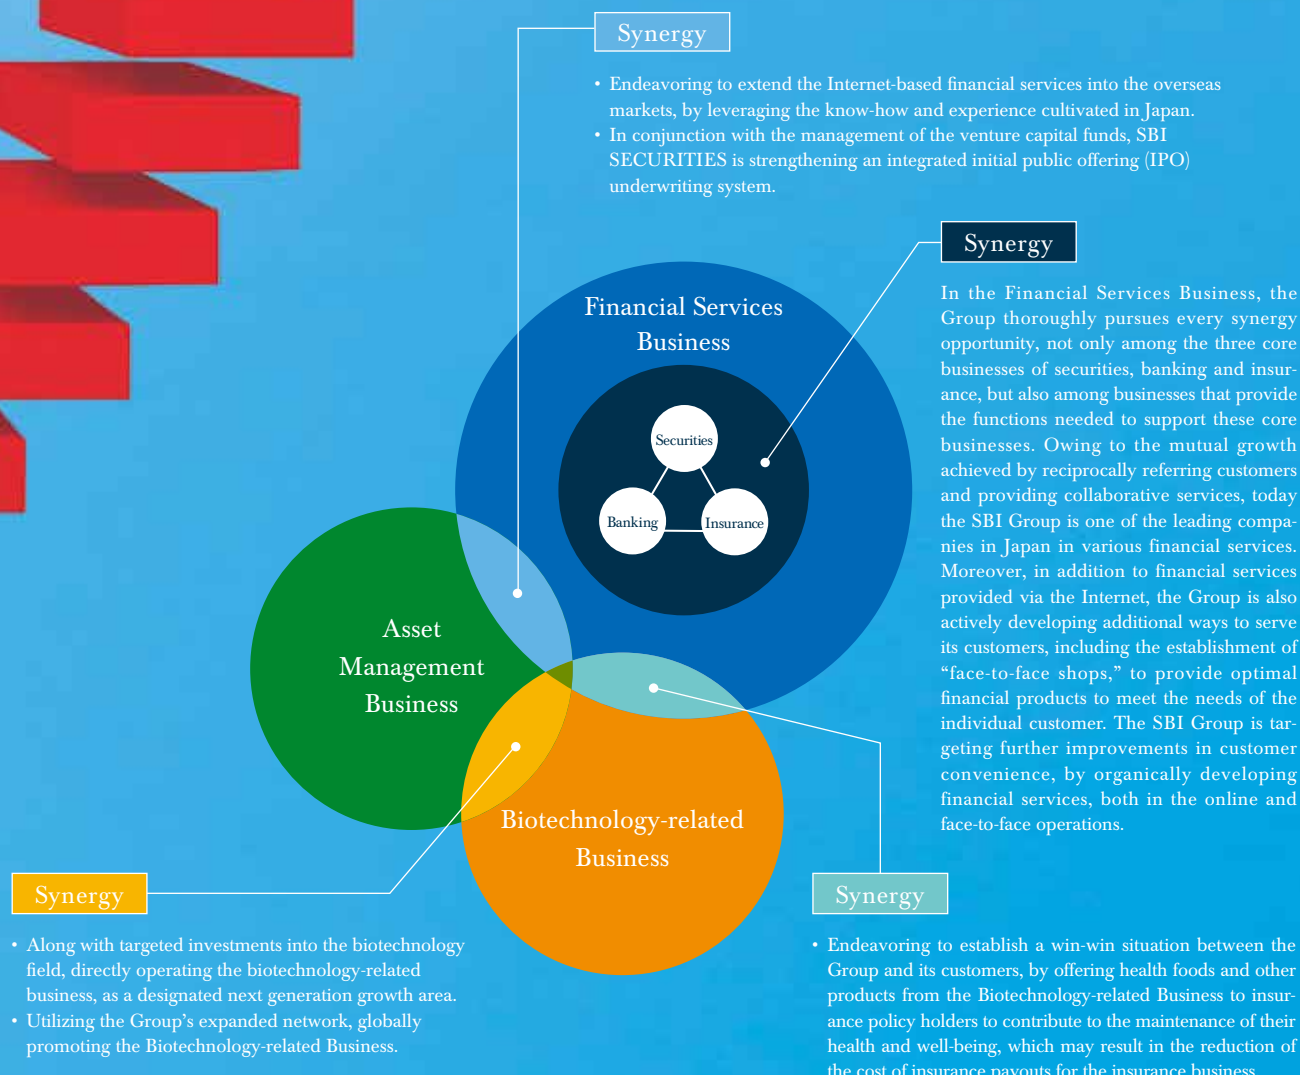 Synergy
• Endeavoring to extend the Internet-based financial services into the overseas
markets, by leveraging the know-how and experience cultivated in Japan.
• In conjunction with the management of the venture capital funds, SBI
SECURITIES is strengthening an integrated initial public offering (IPO)
underwriting system.
Synergy
In the Financial Services Business, the
Group thoroughly pursues every synergy
opportunity, not only among the three core
businesses of securities, banking and insur-
ance, but also among businesses that provide
the functions needed to support these core
businesses. Owing to the mutual growth
achieved by reciprocally referring customers
and providing collaborative services, today
the SBI Group is one of the leading compa-
nies in Japan in various financial services.
Moreover, in addition to financial services
provided via the Internet, the Group is also
actively developing additional ways to serve
its customers, including the establishment of
“face-to-face shops,” to provide optimal
financial products to meet the needs of the
individual customer. The SBI Group is tar-
geting further improvements in customer
convenience, by organically developing
financial services, both in the online and
face-to-face operations.
Financial Services
Business
Securities
Banking
Insurance
Asset
Management
Business
Biotechnology-related
Business
Synergy
• Along with targeted investments into the biotechnology
field, directly operating the biotechnology-related
business, as a designated next generation growth area.
• Utilizing the Group’s expanded network, globally
promoting the Biotechnology-related Business.
Synergy
• Endeavoring to establish a win-win situation between the
Group and its customers, by offering health foods and other
products from the Biotechnology-related Business to insur-
ance policy holders to contribute to the maintenance of their
health and well-being, which may result in the reduction of
the cost of insurance payouts for the insurance business.